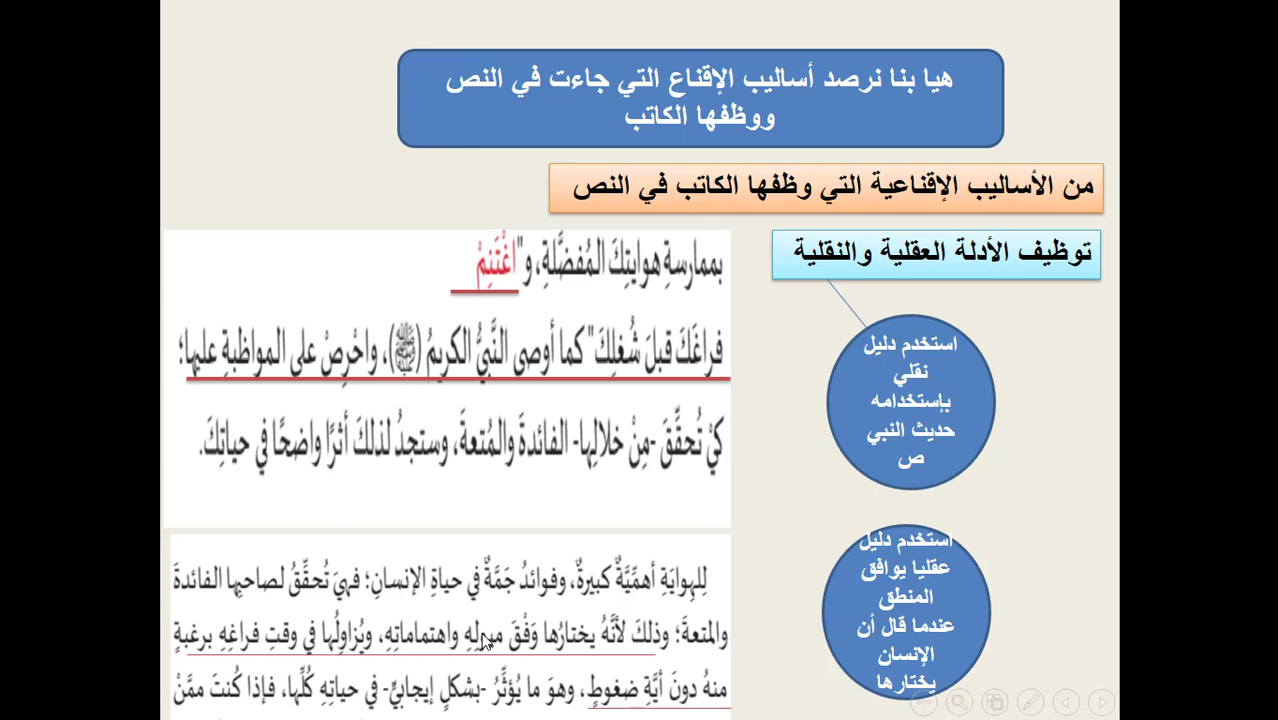 هيا بنا نرصد أساليب الإقناع التي جاءت في النص
ووظفها الكاتب
من الأساليب الإقناعية التي وظفها الكاتب في النص
توظيف الأدلة العقلية والنقلية
بممارسةِ هوايتِكَ المُفضَّلةِ، و"اغْتَنِمْ
فراغَكَ قبلَ شُغلِكَ" كما أوصى النَّبيُّ الكريمُ (ﷺ)، واحْرِصْ على المواظبةِ عليها؛
كيْ تُحقِّقَ -مِنْ خلالِها- الفائدةَ والمُتعةَ، وستجدُ لذلكَ أثرًا واضحًا في حياتِكَ.
استخدم دليل
نقلي
بإستخدامه
حديث النبي
ص
لِلهِوايَةِ أهمِّيَّةٌ كبيرةٌ، وفوائدُ جَمَّةٌ في حياةِ الإنسانِ؛ فهيَ تُحقِّقُ لصاحبِها الفائدةَ
والمتعةَ؛ وذلكَ لأنَّهُ يختارُها وَفْقَ ميولِهِ واهتماماتِهِ، ويُزاوِلُها في وقتِ فراغِهِ برغبةٍ
منهُ دونَ أيَّةِ ضغوطٍ، وهوَ ما يُؤثِّرُ -بشكلٍ إيجابيٍّ- في حياتِهِ كُلِّها، فإذا كُنتَ ممَّنْ
استخدم دليل
عقليا يوافق
المنطق
عندما قال أن
الإنسان
يختارها